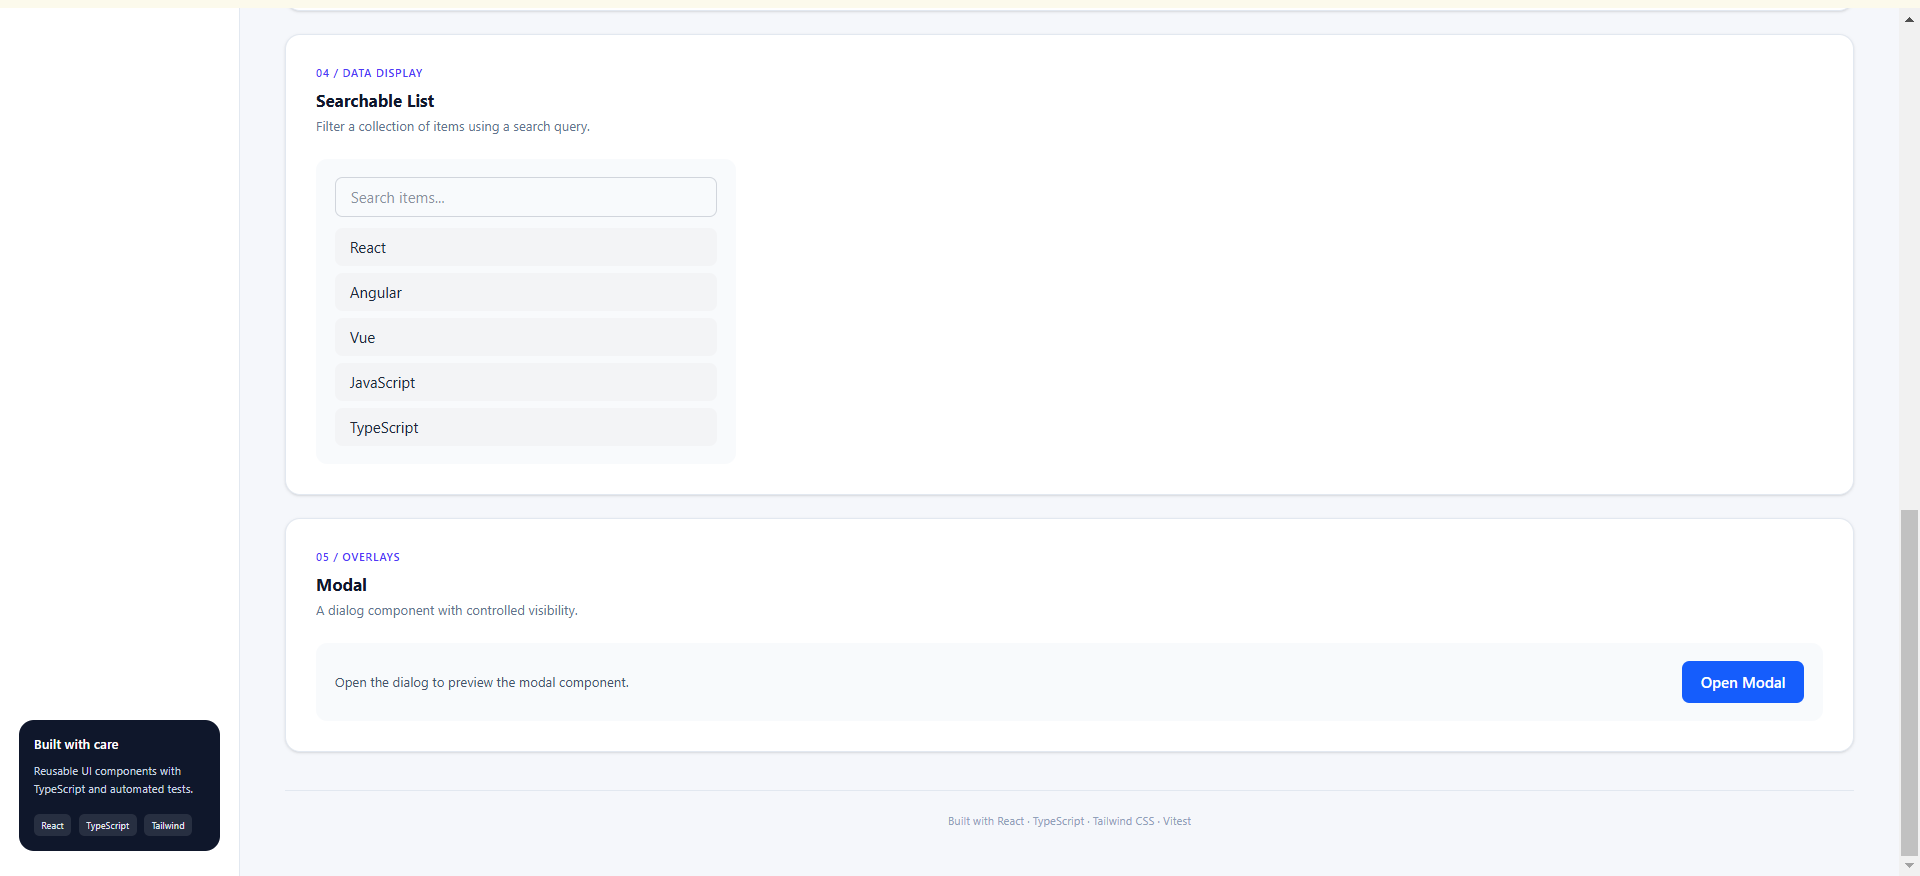 04 / DATA DISPLAY
Searchable List
Filter a collection of items using a search query.
Search items...
React
Angular
Vue
JavaScript
TypeScript
05 / OVERLAYS
Modal
A dialog component with controlled visibility.
Open the dialog to preview the modal component.
Open Modal
Built with care
Reusable UI components with
TypeScript and automated tests.
React TypeScript Tailwind
Built with React · TypeScript · Tailwind CSS · Vitest